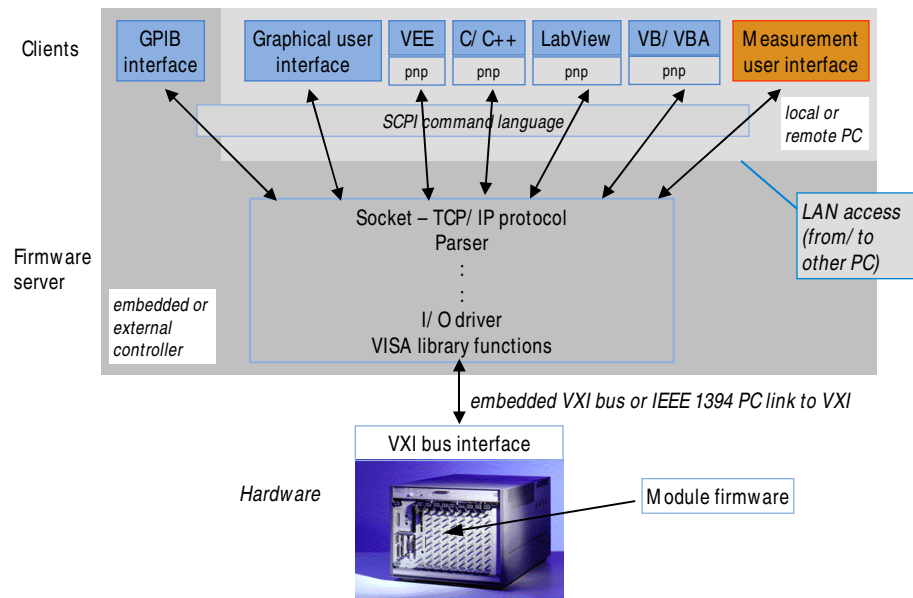 Clients
GPIB
interface
Graphical user
interface
VEE
pnp
C/ C++
pnp
LabView
pnp
VB/ VBA
pnp
Measurement
user interface
SCPI command language
local or
remote PC
Socket – TCP/ IP protocol
Parser
:
:
I/ O driver
VISA library functions
LAN access
(from/ to
other PC)
Firmware
server
embedded or
external
controller
embedded VXI bus or IEEE 1394 PC link to VXI
VXI bus interface
Hardware
Module firmware